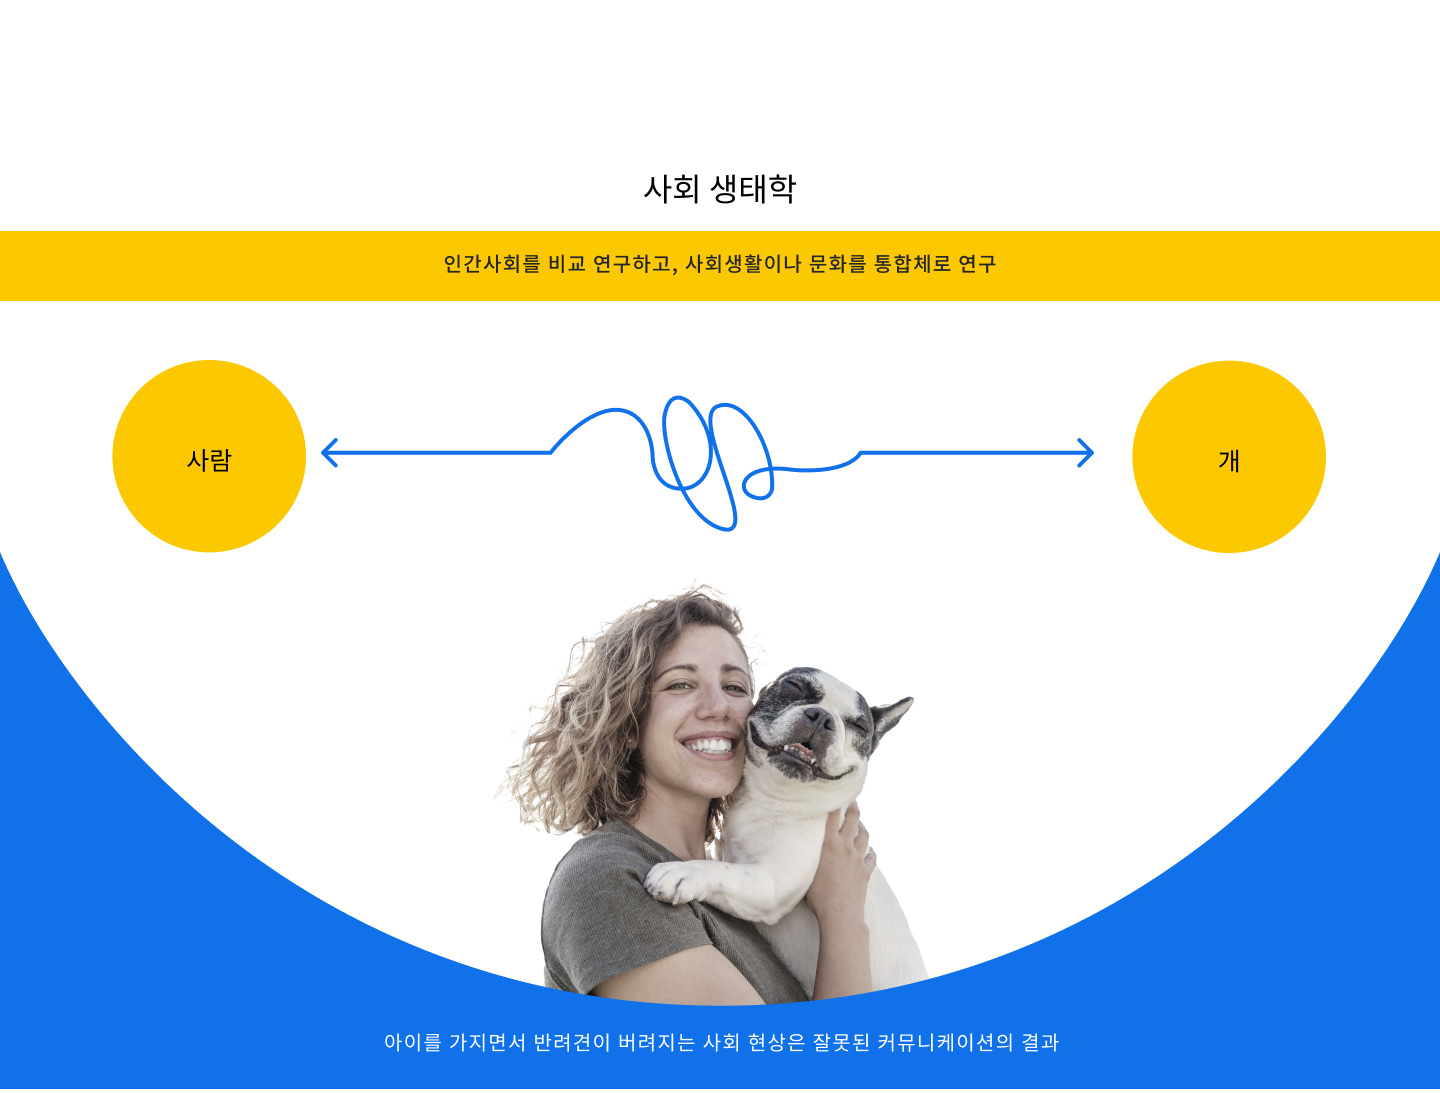 사회 생태학
인간사회를 비교 연구하고, 사회생활이나 문화를 통합체로 연구
사람
개
아이를 가지면서 반려견이 버려지는 사회 현상은 잘못된 커뮤니케이션의 결과